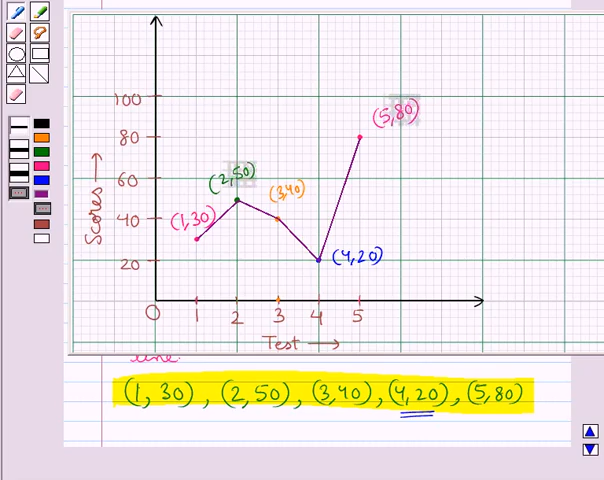 100
(5,80)
80
60
(2,50)
(3,40)
40
(1,30)
Scores
20
(4,20)
0 1 2 3 4 5
Test
line.
(1, 30) , (2, 50) , (3,40) , (4,20) , (5,80)